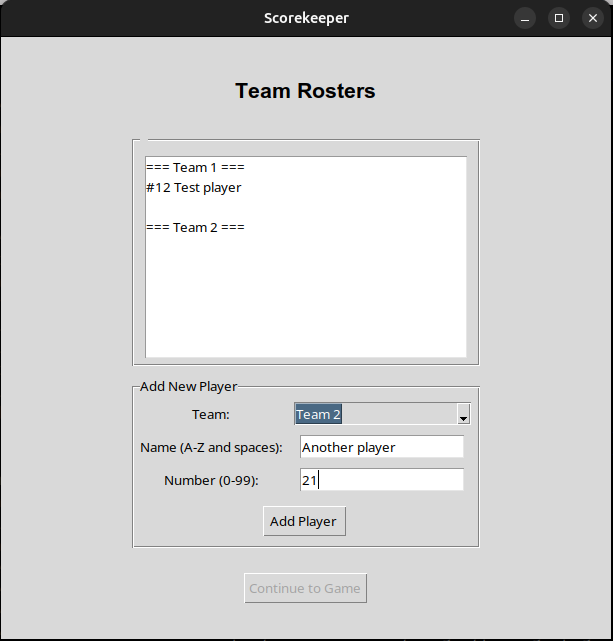 Scorekeeper
Team Rosters
=== Team 1 ===
#12 Test player
=== Team 2 ===
Add New Player
Team: Team 2
Name (A-Z and spaces): Another player
Number (0-99): 21
Add Player
Continue to Game